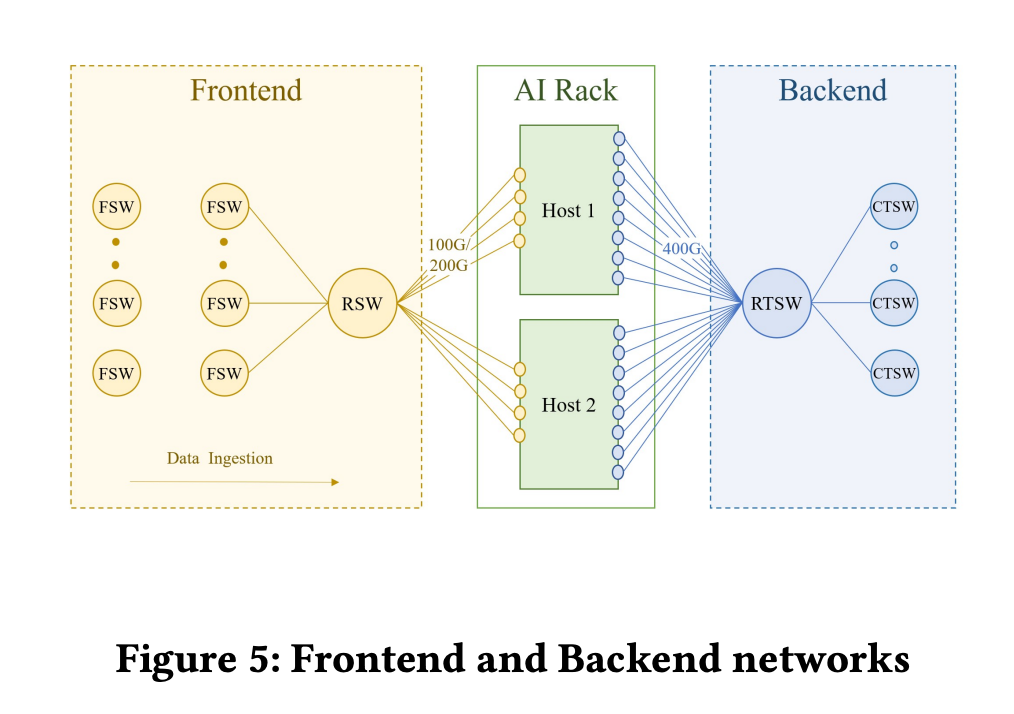 Frontend
AI Rack
Backend
FSW
FSW
FSW
FSW
FSW
FSW
RSW
100G/
200G
Host 1
Host 2
400G
RTSW
CTSW
CTSW
CTSW
Data Ingestion
Figure 5: Frontend and Backend networks